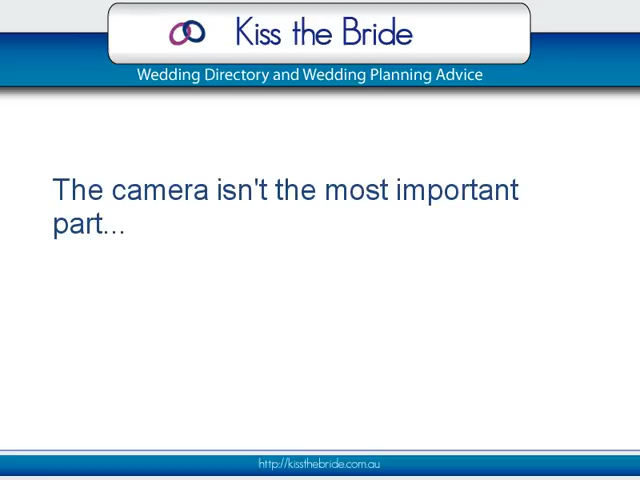 Kiss the Bride
Wedding Directory and Wedding Planning Advice
The camera isn't the most important
part...
http://kissthebride.com.au